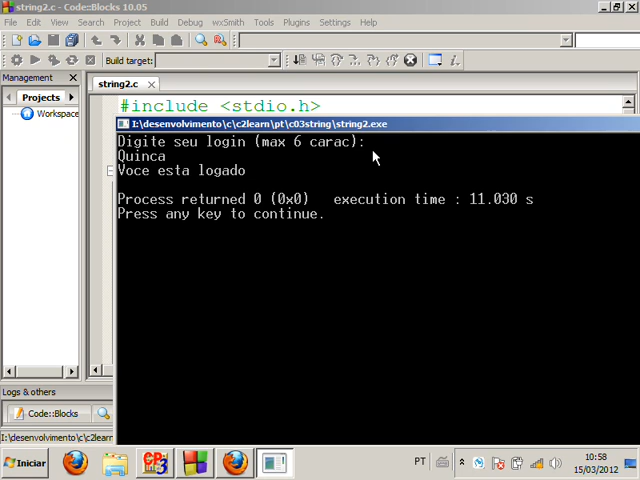 string2.c - Code::Blocks 10.05
File Edit View Search Project Build Debug wxSmith Tools Plugins Settings Help
Build target:
Management
Projects
Workspace
string2.c
#include <stdio.h>
I:\desenvolvimento\c\c2learn\pt\c03string\string2.exe
Digite seu login (max 6 carac):
Quinca
Voce esta logado
Process returned 0 (0x0) execution time : 11.030 s
Press any key to continue.
Logs & others
Code::Blocks
I:\desenvolvimento\c\c2learn
Iniciar
PT
10:58
15/03/2012